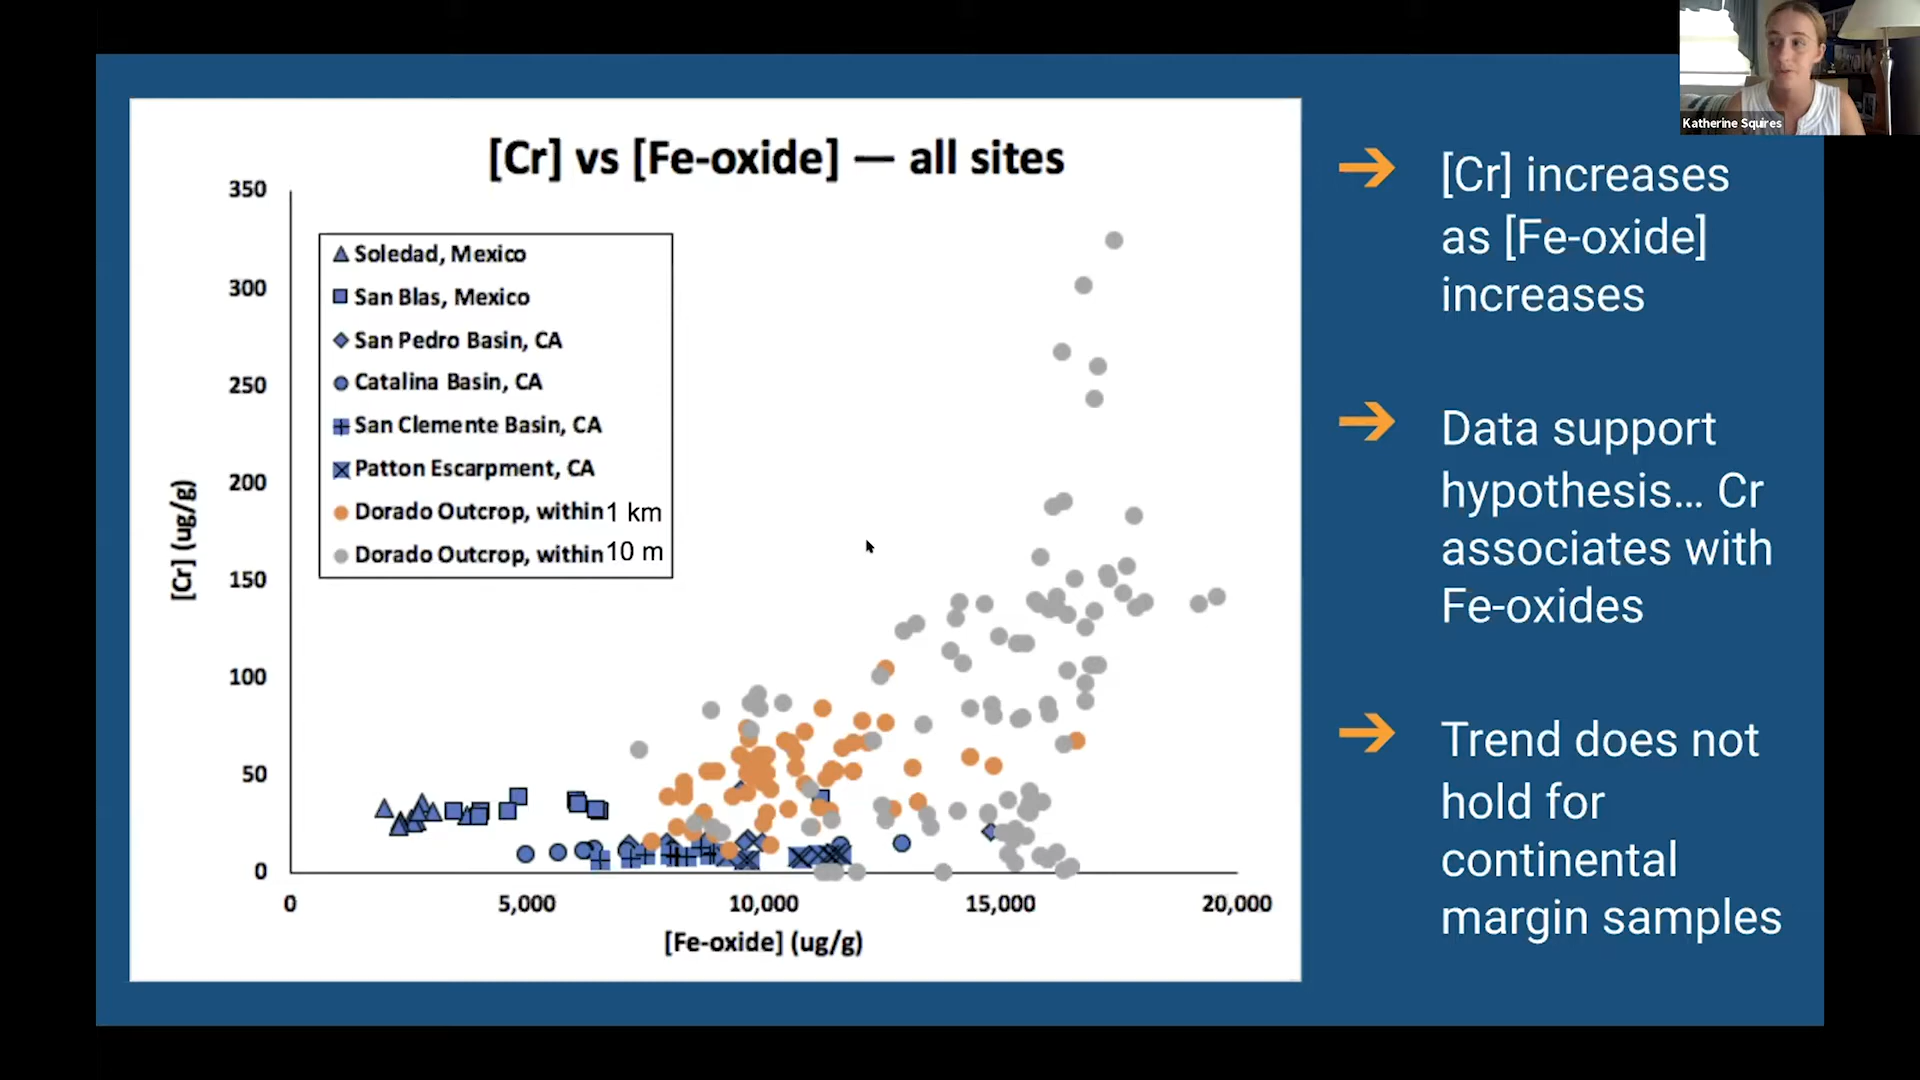 Katherine Squires
[Cr] vs [Fe-oxide] — all sites
350
300
250
200
150
100
50
0
[Cr] (ug/g)
Soledad, Mexico
San Blas, Mexico
San Pedro Basin, CA
Catalina Basin, CA
San Clemente Basin, CA
Patton Escarpment, CA
Dorado Outcrop, within 1 km
Dorado Outcrop, within 10 m
0
5,000
10,000
15,000
20,000
[Fe-oxide] (ug/g)
[Cr] increases
as [Fe-oxide]
increases
Data support
hypothesis... Cr
associates with
Fe-oxides
Trend does not
hold for
continental
margin samples